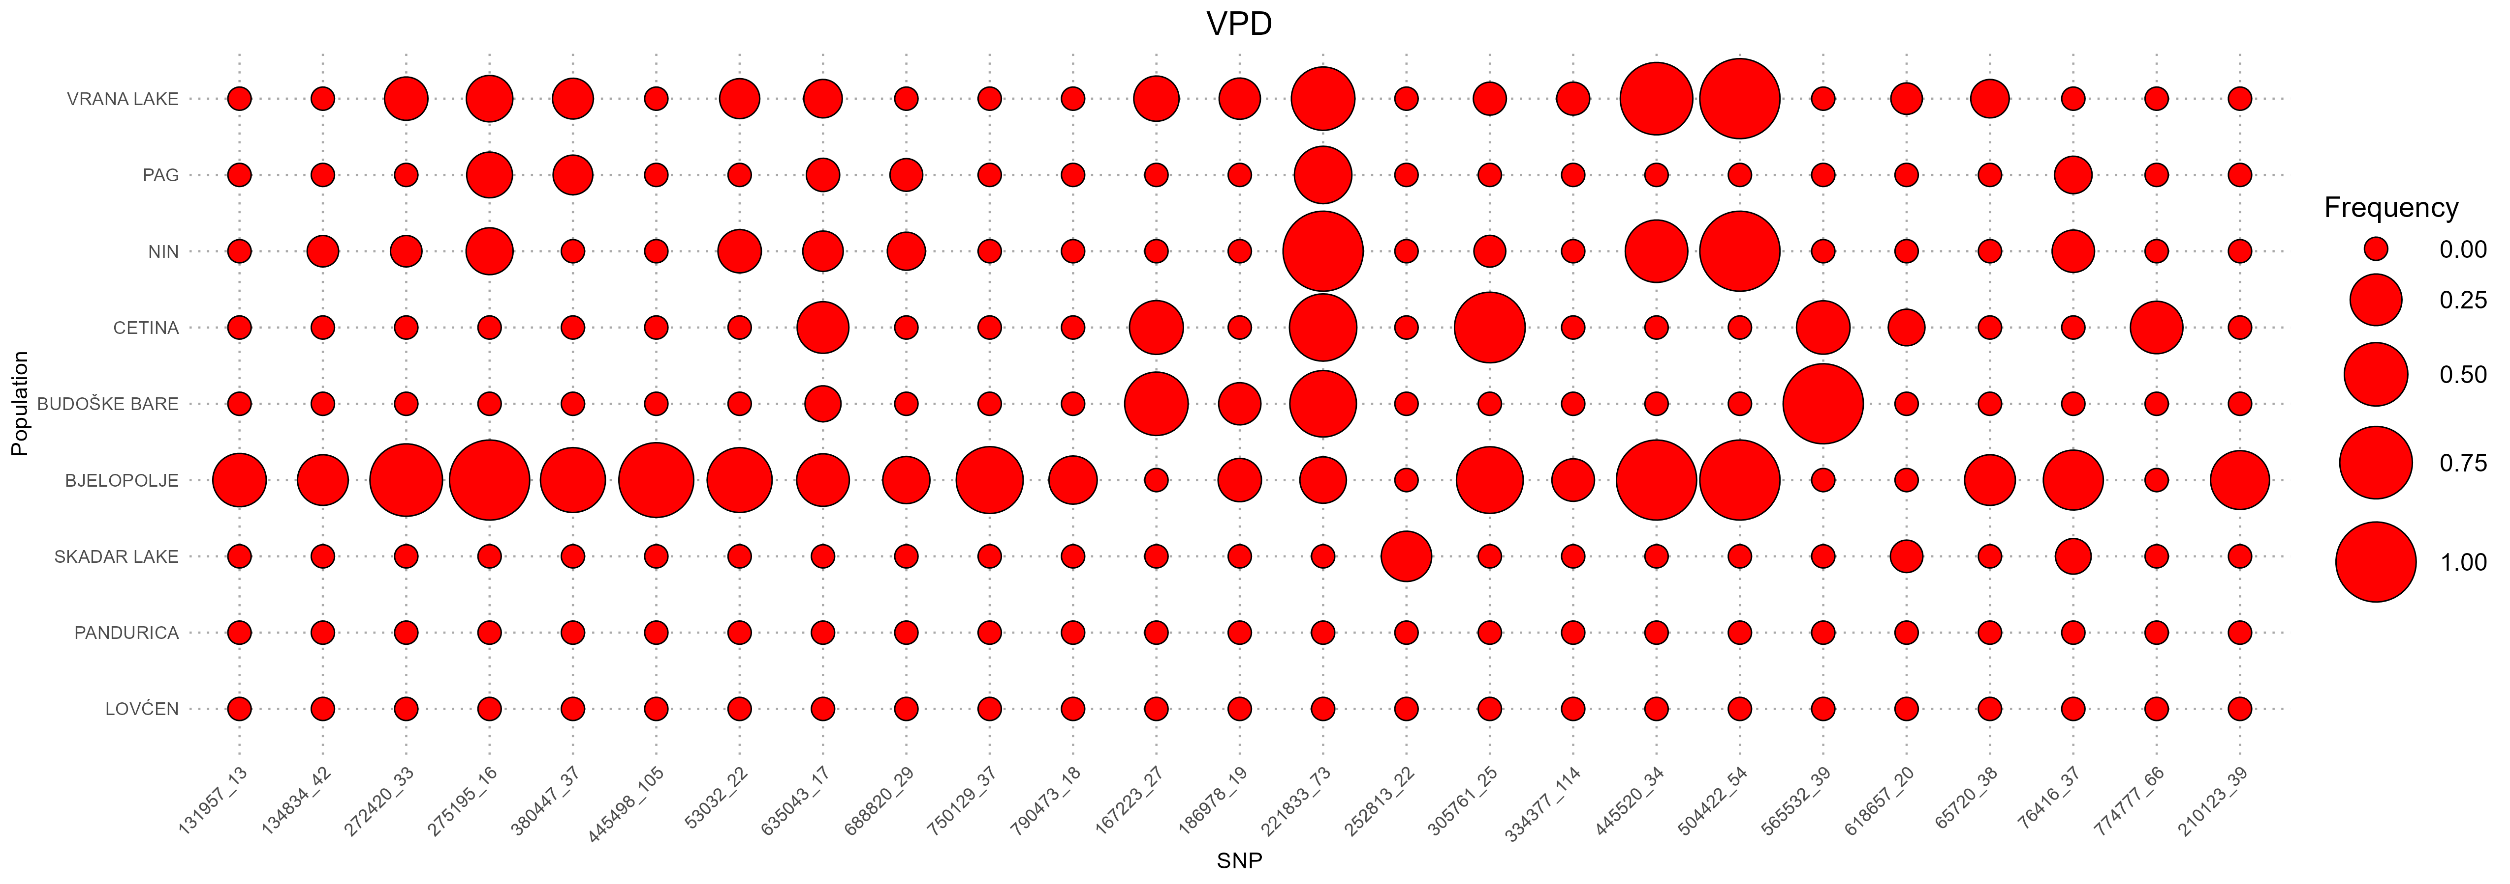 VPD
Population
VRANA LAKE
PAG
NIN
CETINA
BUDOŠKE BARE
BJELOPOLJE
SKADAR LAKE
PANDURICA
LOVĆEN
131957_13
134834_42
272420_33
275195_16
380447_37
445498_105
53032_22
635043_17
688820_29
750129_37
790473_18
167223_27
186978_19
221833_73
252813_22
305761_25
334377_114
445520_34
504422_54
565532_39
618657_20
65720_38
76416_37
774777_66
210123_39
SNP
Frequency
0.00
0.25
0.50
0.75
1.00